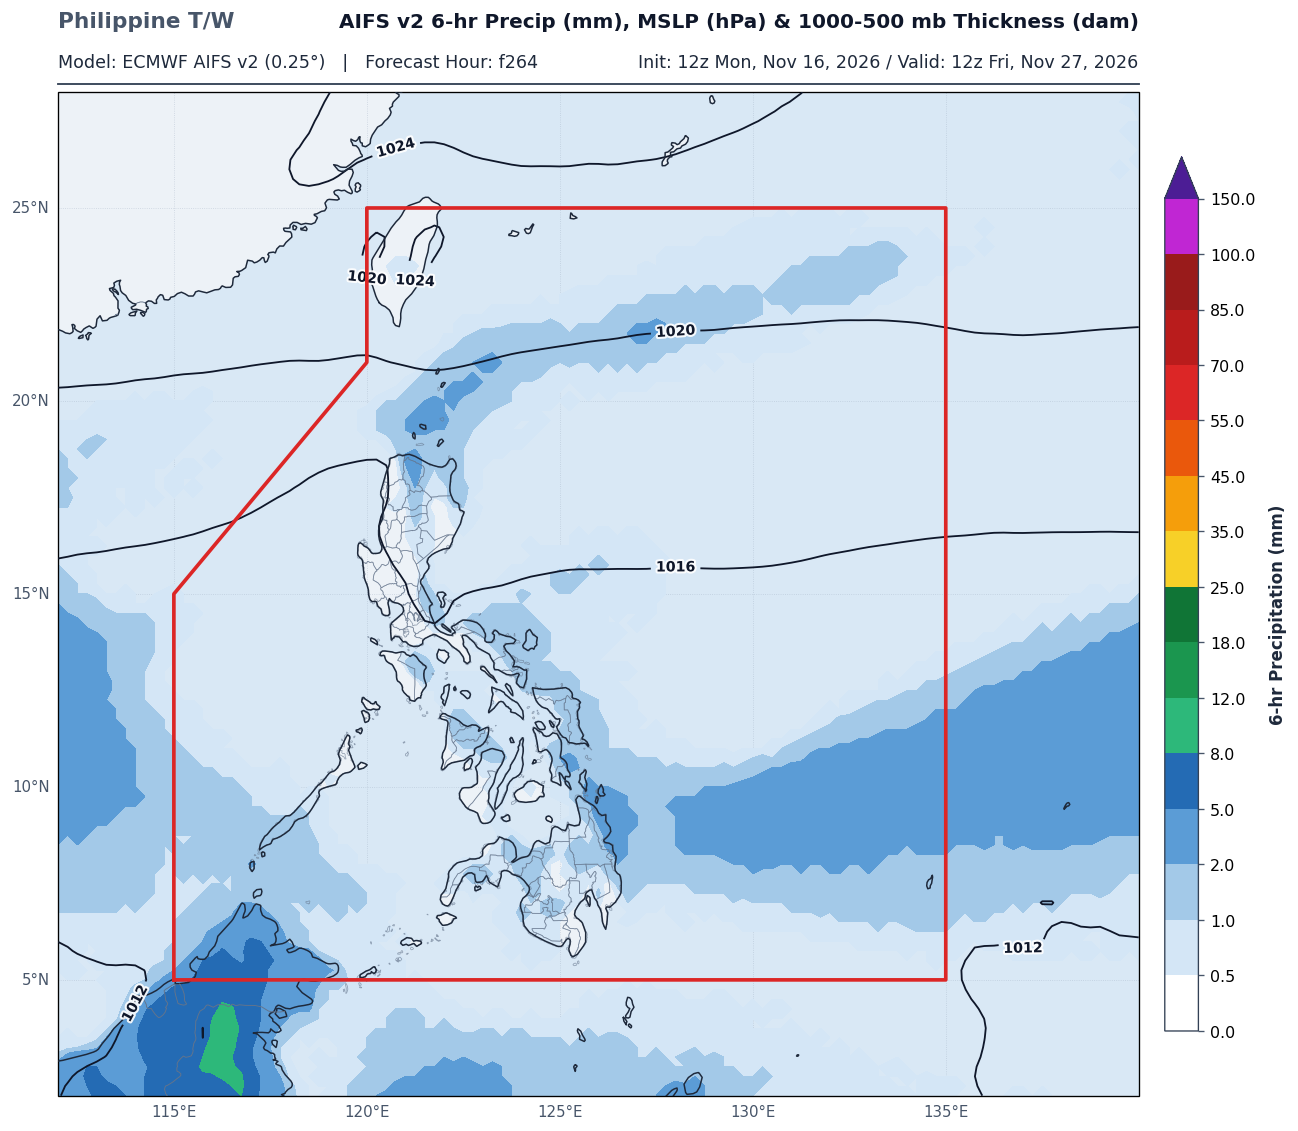 Philippine T/W
AIFS v2 6-hr Precip (mm), MSLP (hPa) & 1000-500 mb Thickness (dam)
Model: ECMWF AIFS v2 (0.25°) | Forecast Hour: f264
Init: 12z Mon, Nov 16, 2026 / Valid: 12z Fri, Nov 27, 2026
1024
1020
1024
1020
1016
1012
1012
25°N
20°N
15°N
10°N
5°N
115°E
120°E
125°E
130°E
135°E
150.0
100.0
85.0
70.0
55.0
45.0
35.0
25.0
18.0
12.0
8.0
5.0
2.0
1.0
0.5
0.0
6-hr Precipitation (mm)